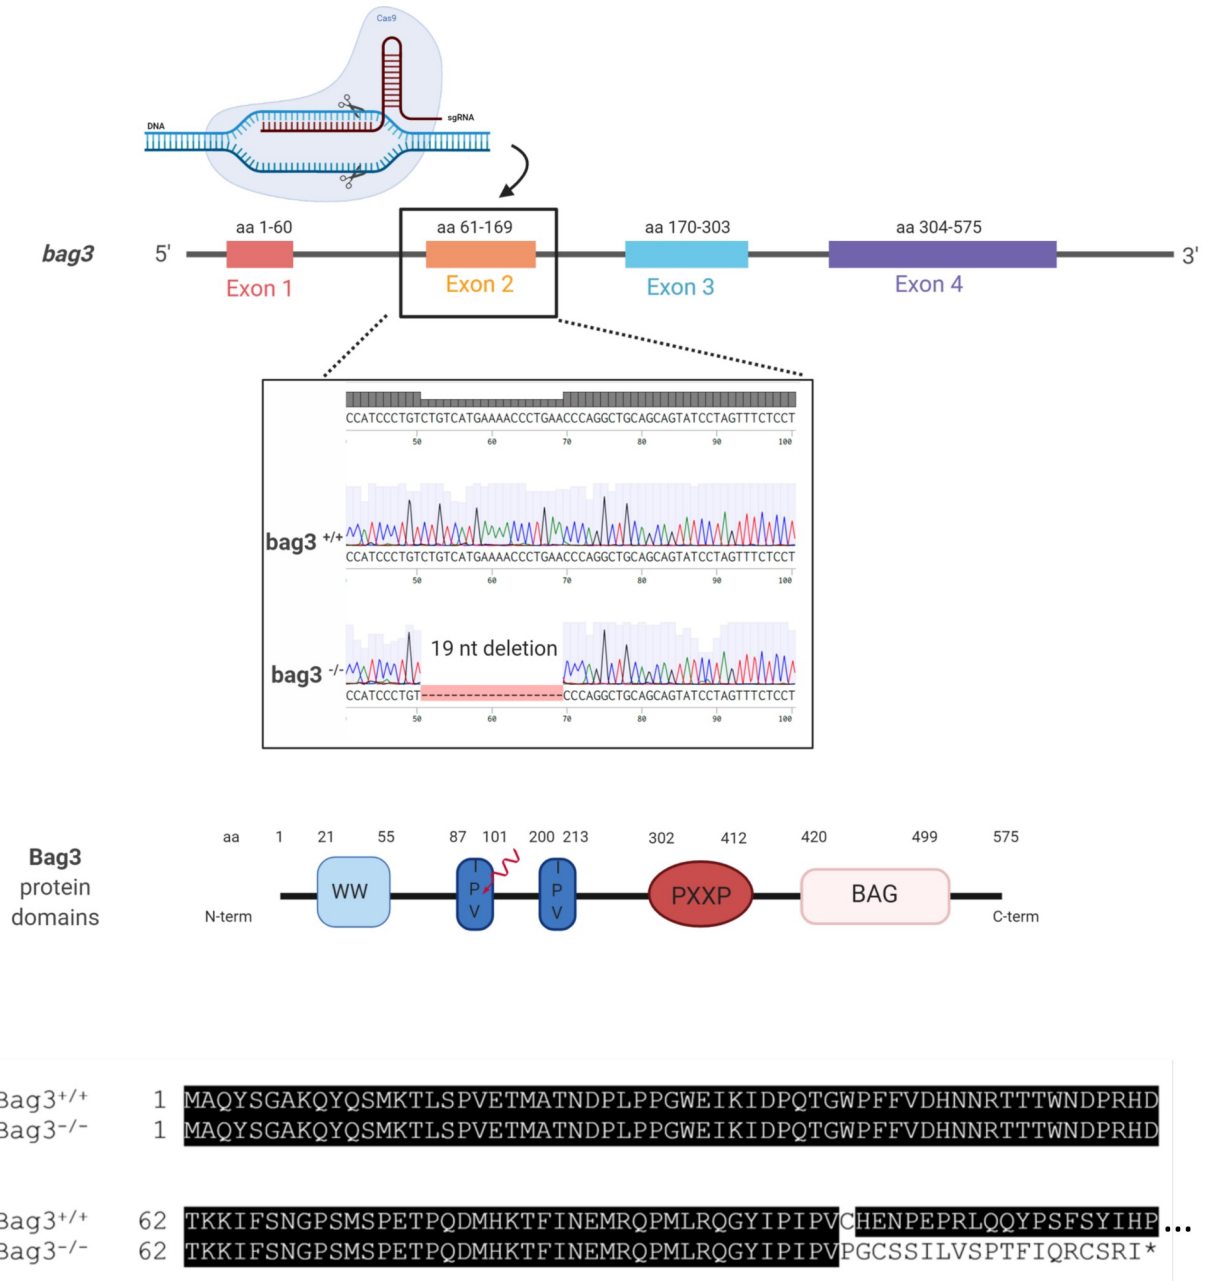 Cas9
DNA
sgRNA
aa 1-60 aa 61-169 aa 170-303 aa 304-575
bag3 5' 3'
Exon 1 Exon 2 Exon 3 Exon 4
CCATCCCTGTCTGTCATGAAAACCCTGAACCCAGGCTGCAGCAGTATCCTAGTTTCTCCT
50 60 70 80 90 100
bag3 +/+
CCATCCCTGTCTGTCATGAAAACCCTGAACCCAGGCTGCAGCAGTATCCTAGTTTCTCCT
50 60 70 80 90 100
19 nt deletion
bag3 -/-
CCATCCCTGT-------------------CCCAGGCTGCAGCAGTATCCTAGTTTCTCCT
50 60 70 80 90 100
aa 1 21 55 87 101 200 213 302 412 420 499 575
Bag3
protein
domains
WW
I
P
V
I
P
V
PXXP
BAG
N-term C-term
Bag3+/+ 1 MAQYSGAKQYQSMKTLSPVETMATNDPLPPGWEIKIDPQTGWPFFVDHNNRTTTWNDPRHD
Bag3-/- 1 MAQYSGAKQYQSMKTLSPVETMATNDPLPPGWEIKIDPQTGWPFFVDHNNRTTTWNDPRHD
Bag3+/+ 62 TKKIFSNGPSMSPETPQDMHKTFINEMRQPMLRQGYIPIPVCHENPEPRLQQYPSFSYIHP...
Bag3-/- 62 TKKIFSNGPSMSPETPQDMHKTFINEMRQPMLRQGYIPIPVPGCSSILVSPTFIQRCSRI*